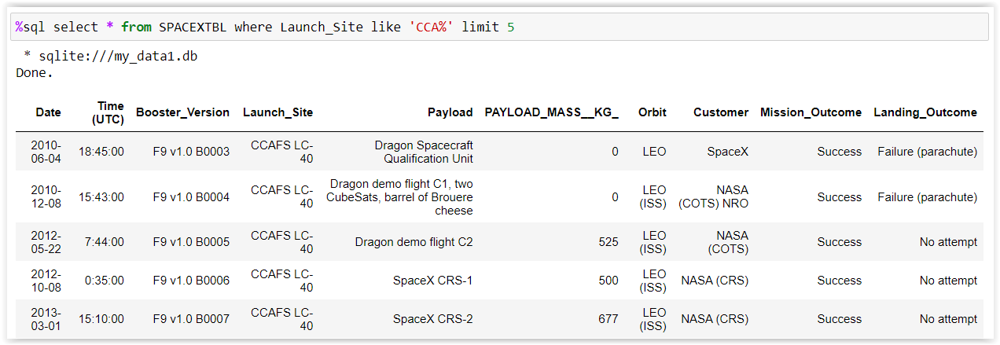 %sql select * from SPACEXTBL where Launch_Site like 'CCA%' limit 5
* sqlite:///my_data1.db
Done.
Date Time (UTC) Booster_Version Launch_Site Payload PAYLOAD_MASS__KG_ Orbit Customer Mission_Outcome Landing_Outcome
2010-06-04 18:45:00 F9 v1.0 B0003 CCAFS LC-40 Dragon Spacecraft Qualification Unit 0 LEO SpaceX Success Failure (parachute)
2010-12-08 15:43:00 F9 v1.0 B0004 CCAFS LC-40 Dragon demo flight C1, two CubeSats, barrel of Brouere cheese 0 LEO (ISS) NASA (COTS) NRO Success Failure (parachute)
2012-05-22 7:44:00 F9 v1.0 B0005 CCAFS LC-40 Dragon demo flight C2 525 LEO (ISS) NASA (COTS) Success No attempt
2012-10-08 0:35:00 F9 v1.0 B0006 CCAFS LC-40 SpaceX CRS-1 500 LEO (ISS) NASA (CRS) Success No attempt
2013-03-01 15:10:00 F9 v1.0 B0007 CCAFS LC-40 SpaceX CRS-2 677 LEO (ISS) NASA (CRS) Success No attempt